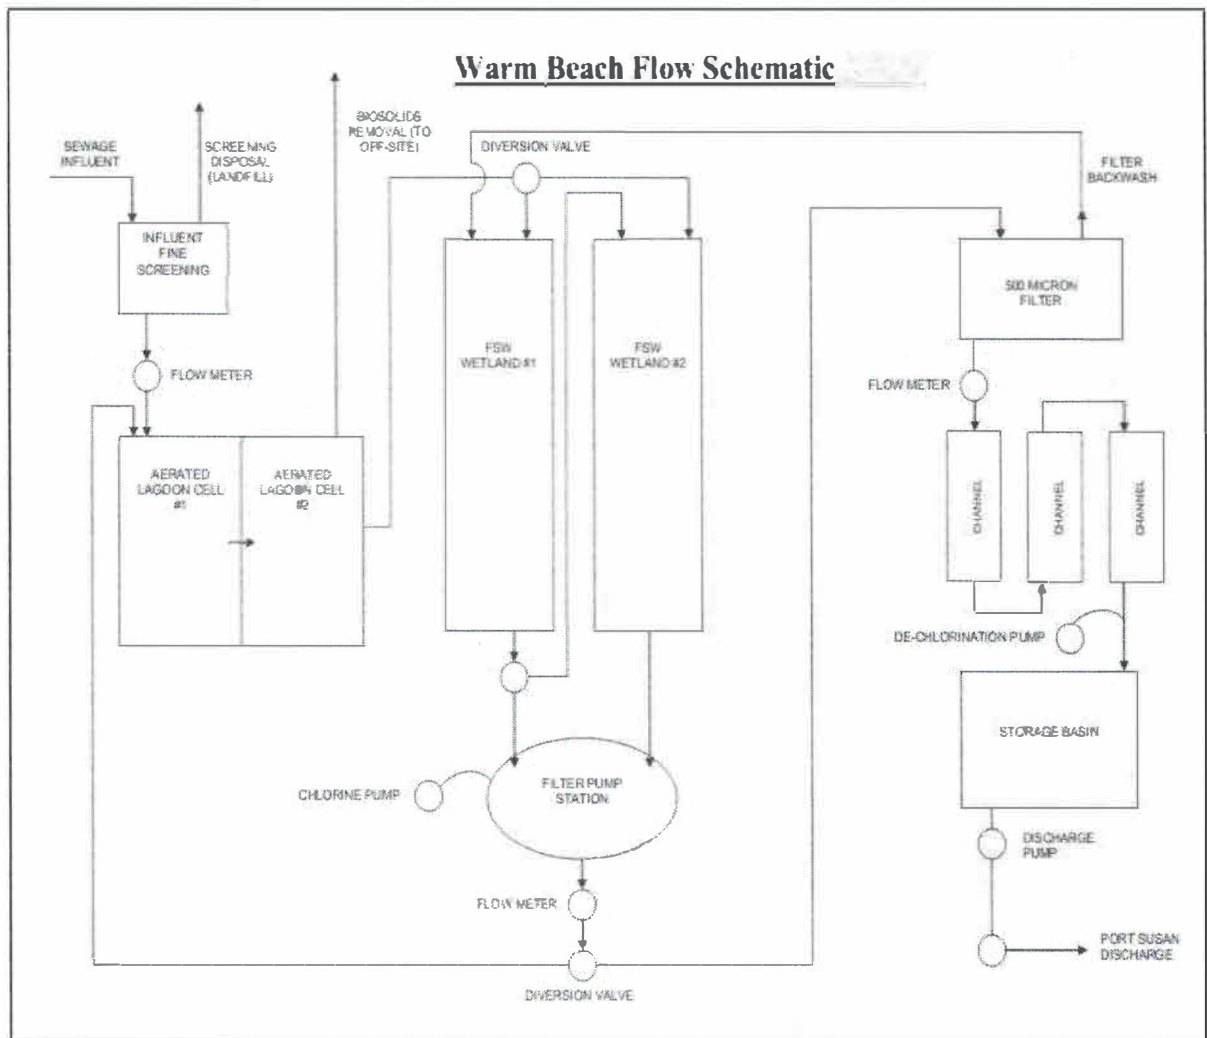 Warm Beach Flow Schematic
SEWAGE
INFLUENT
SCREENING
DISPOSAL
(LANDFILL)
BIOSOLIDS
REMOVAL (TO
OFF-SITE)
DIVERSION VALVE
FILTER
BACKWASH
INFLUENT
FINE
SCREENING
500 MICRON
FILTER
FSW
WETLAND #1
FSW
WETLAND #2
FLOW METER
FLOW METER
AERATED
LAGOON CELL
#1
AERATED
LAGOON CELL
#2
CHANNEL
CHANNEL
CHANNEL
DE-CHLORINATION PUMP
STORAGE BASIN
CHLORINE PUMP
FILTER PUMP
STATION
DISCHARGE
PUMP
FLOW METER
PORT SUSAN
DISCHARGE
DIVERSION VALVE